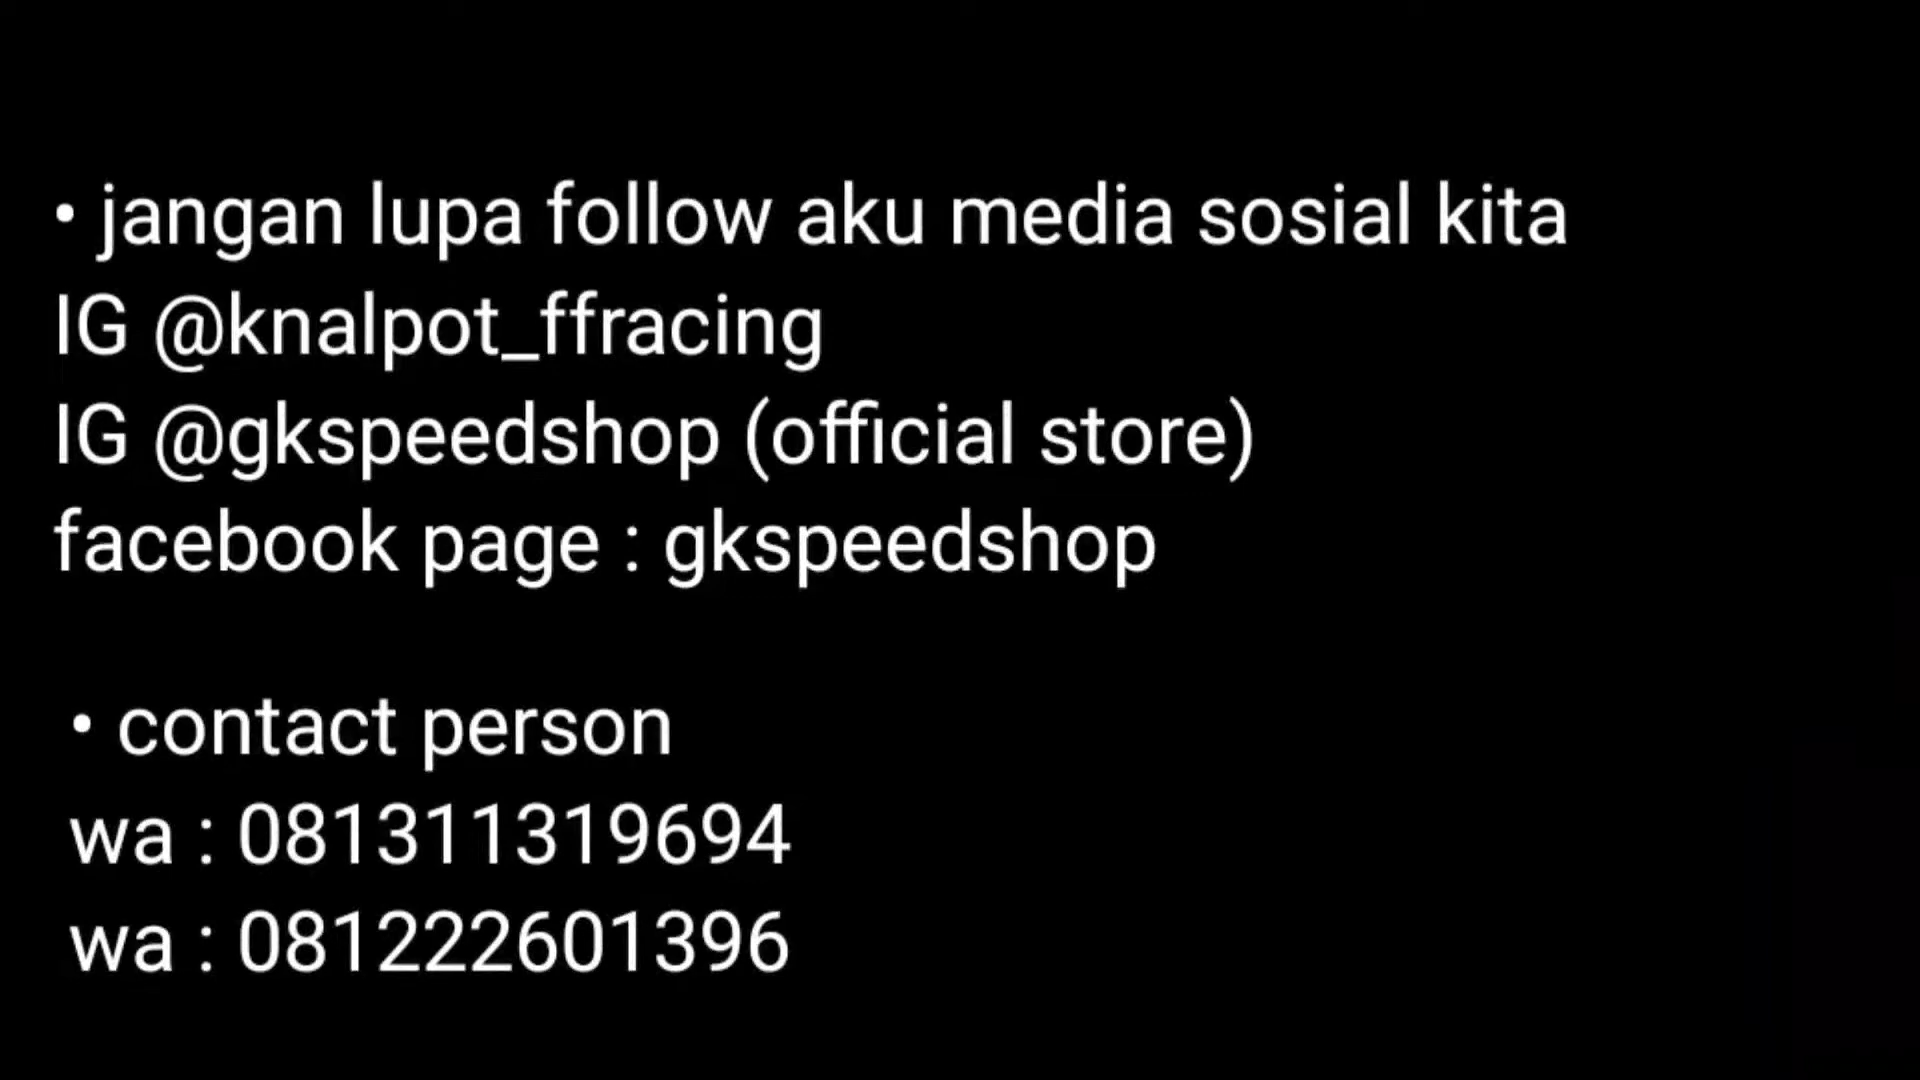 • jangan lupa follow aku media sosial kita
IG @knalpot_ffracing
IG @gkspeedshop (official store)
facebook page : gkspeedshop
• contact person
wa : 081311319694
wa : 081222601396